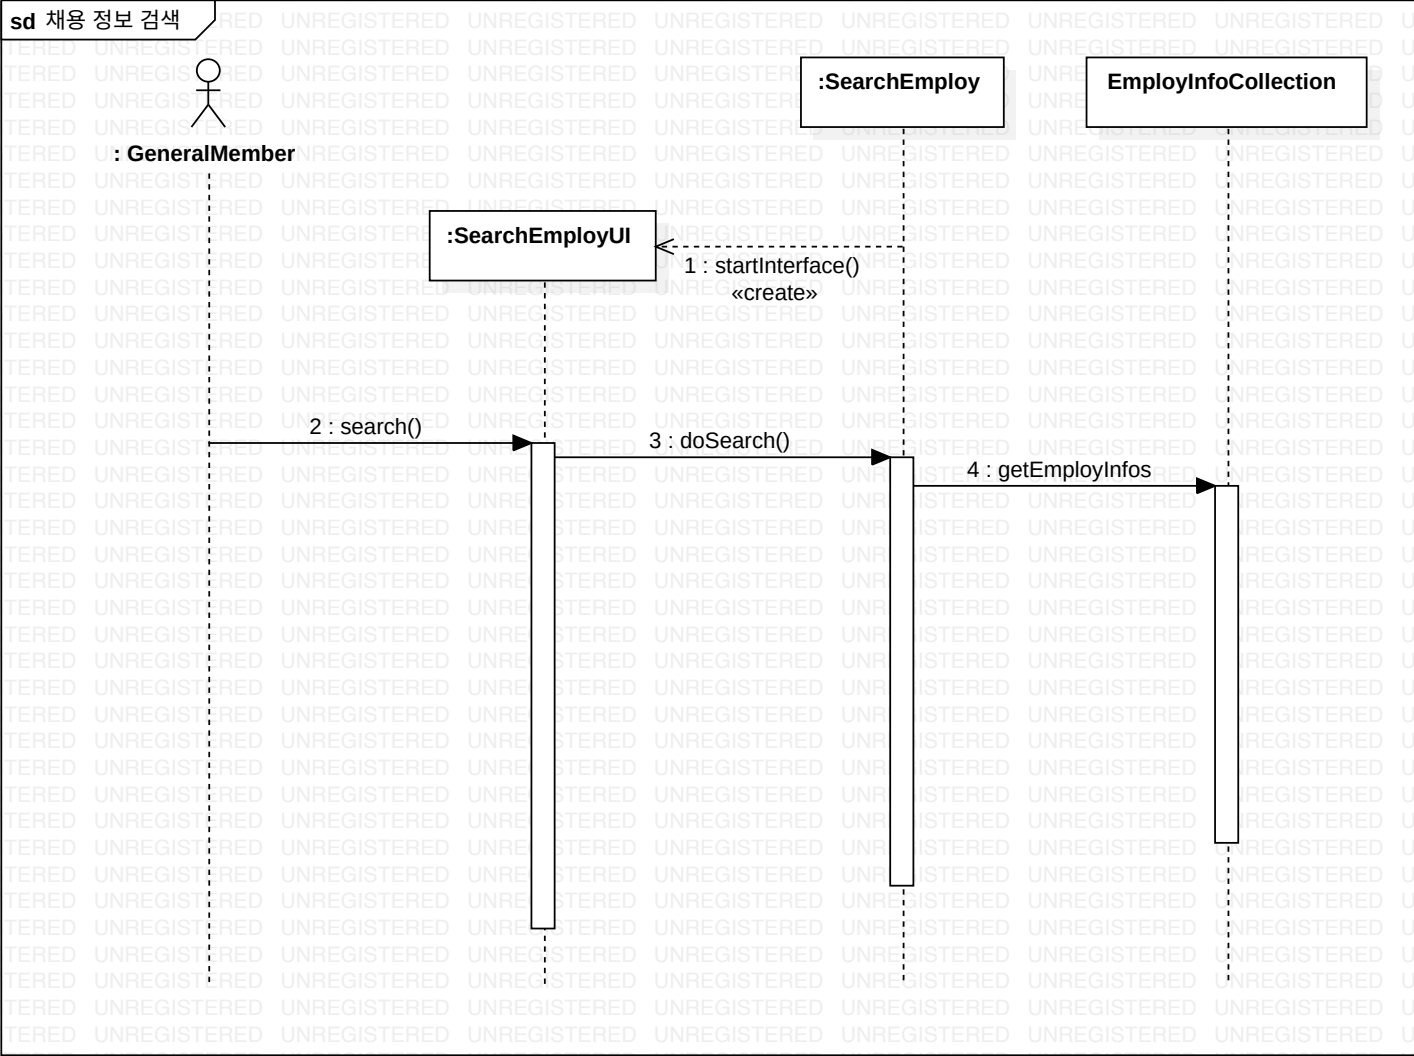 sd 채용 정보 검색
: GeneralMember
:SearchEmploy
EmployInfoCollection
:SearchEmployUI
1 : startInterface()
«create»
2 : search()
3 : doSearch()
4 : getEmployInfos
UNREGISTERED